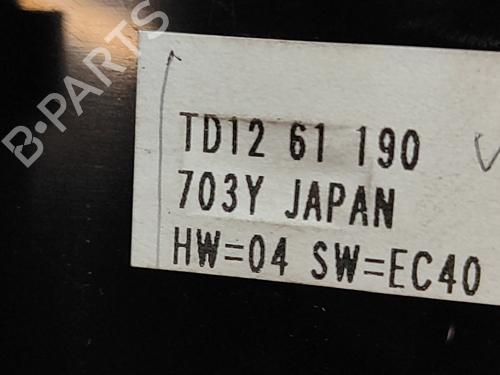 B-PARTS
TD12 61 190
703Y JAPAN
HW=04 SW=EC40